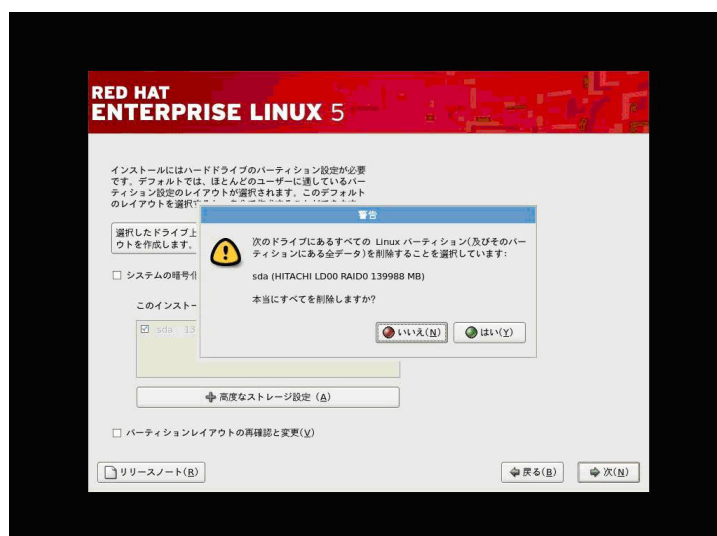 RED HAT
ENTERPRISE LINUX 5
インストールにはハードドライブのパーティション設定が必要
です。デフォルトでは、ほとんどのユーザーに適しているパー
ティション設定のレイアウトが選択されます。このデフォルト
のレイアウトを選択
警告
選択したドライブ上
ウトを作成します。
次のドライブにあるすべての Linux パーティション(及びそのパー
ティションにある全データ)を削除することを選択しています:
sda (HITACHI LD00 RAID0 139988 MB)
本当にすべてを削除しますか?
いいえ(N)
はい(Y)
システムの暗号化
このインストー
sda 13
高度なストレージ設定 (A)
パーティションレイアウトの再確認と変更(V)
リリースノート(R)
戻る(B)
次(N)